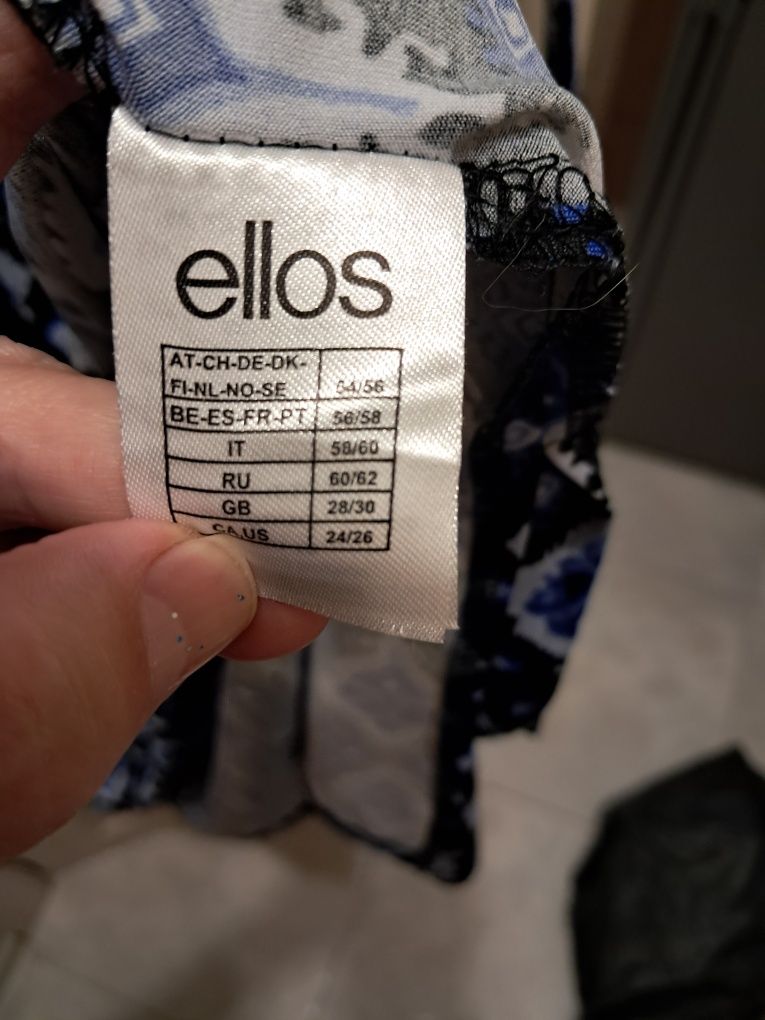 ellos
AT-CH-DE-DK-
FI-NL-NO-SE 54/56
BE-ES-FR-PT 56/58
IT 58/60
RU 60/62
GB 28/30
CA,US 24/26